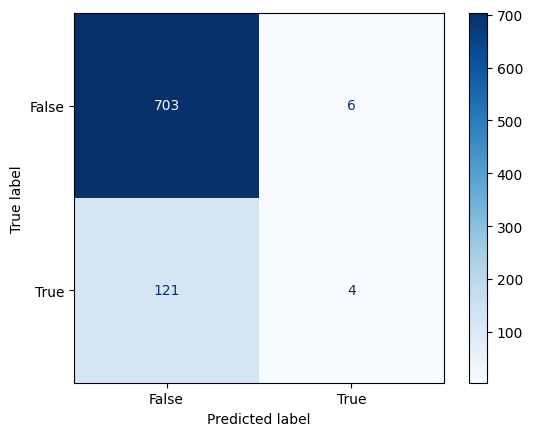 700
False
703
6
600
500
True label
400
300
True
121
4
200
100
False
True
Predicted label